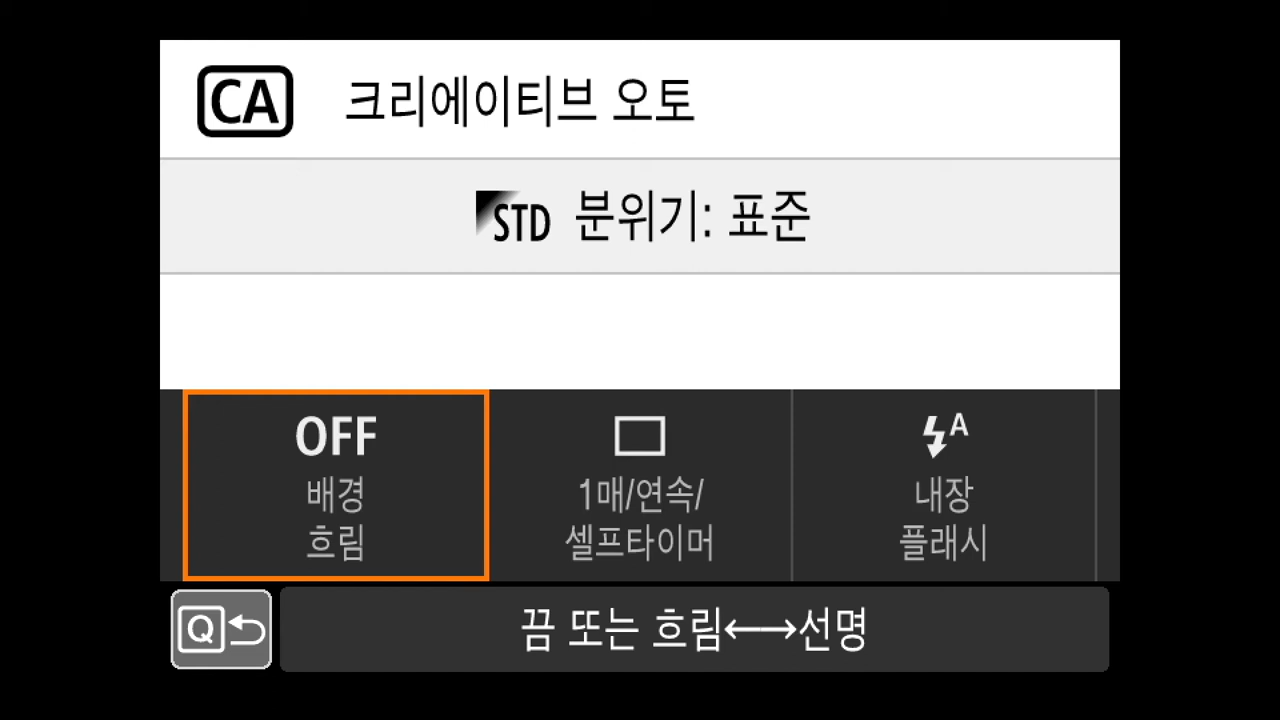 CA 크리에이티브 오토
STD 분위기: 표준
OFF
배경
흐림
1매/연속/
셀프타이머
A
내장
플래시
Q
끔 또는 흐림←→선명